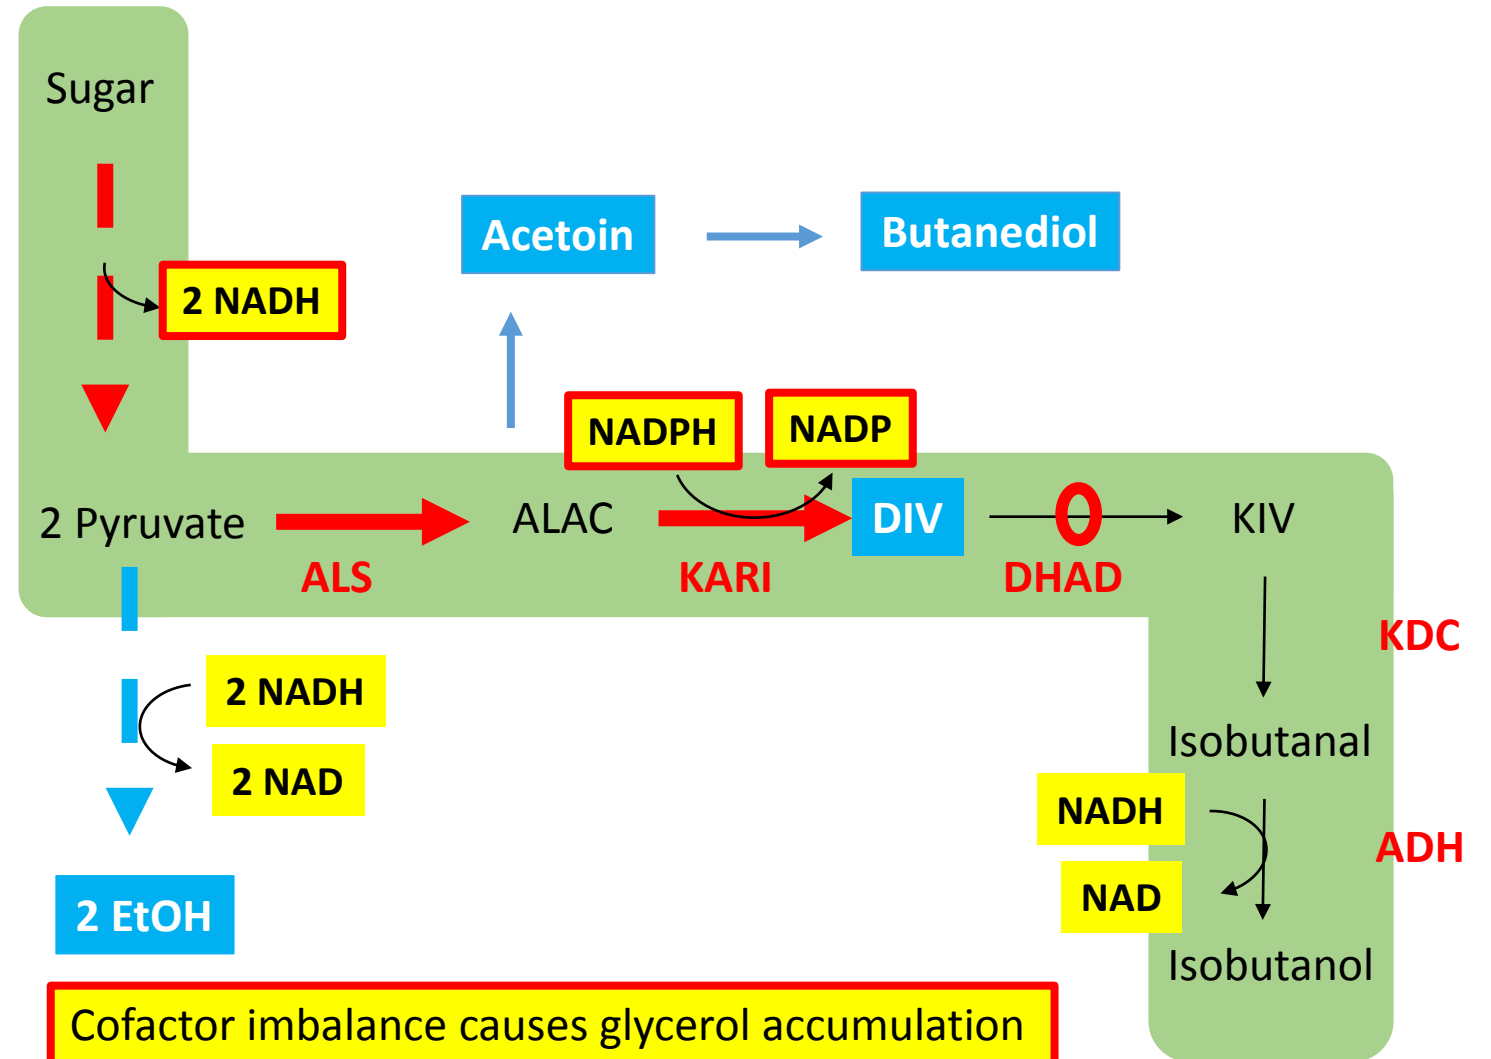 Sugar
2 NADH
Acetoin
Butanediol
NADPH
NADP
2 Pyruvate
ALS
ALAC
KARI
DIV
DHAD
KIV
KDC
2 NADH
2 NAD
Isobutanal
NADH
NAD
ADH
2 EtOH
Isobutanol
Cofactor imbalance causes glycerol accumulation